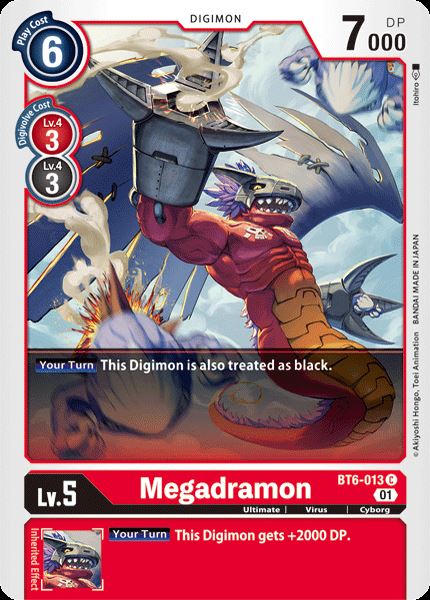 Play Cost
6
DIGIMON
7000
DP
Digivolve Cost
Lv.4
3
Lv.4
3
Itohiro
© Akiyoshi Hongo, Toei Animation BANDAI MADE IN JAPAN
Your Turn This Digimon is also treated as black.
BT6-013 C
01
Lv.5
Megadramon
Ultimate | Virus | Cyborg
Inherited Effect
Your Turn This Digimon gets +2000 DP.